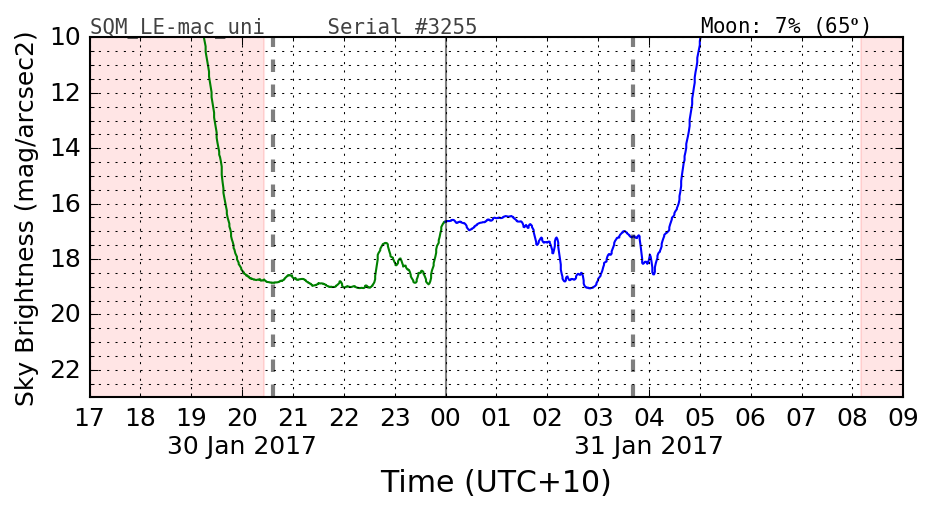 SQM_LE-mac_uni Serial #3255 Moon: 7% (65°)
Sky Brightness (mag/arcsec2)
10
12
14
16
18
20
22
17 18 19 20 21 22 23 00 01 02 03 04 05 06 07 08 09
30 Jan 2017 31 Jan 2017
Time (UTC+10)